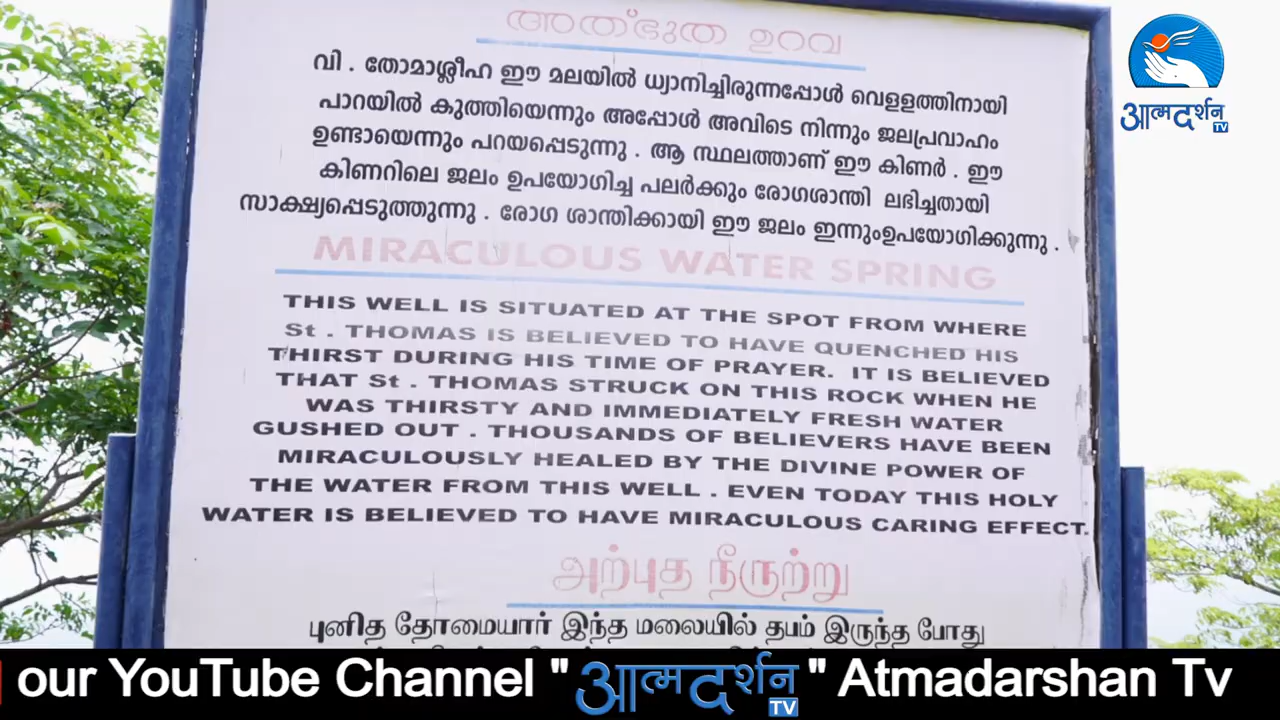 അത്ഭുത ഉറവ
വി . തോമാശ്ലീഹ ഈ മലയിൽ ധ്യാനിച്ചിരുന്നപ്പോൾ വെളളത്തിനായി
പാറയിൽ കുത്തിയെന്നും അപ്പോൾ അവിടെ നിന്നും ജലപ്രവാഹം
ഉണ്ടായെന്നും പറയപ്പെടുന്നു . ആ സ്ഥലത്താണ് ഈ കിണർ . ഈ
കിണറിലെ ജലം ഉപയോഗിച്ച പലർക്കും രോഗശാന്തി ലഭിച്ചതായി
സാക്ഷ്യപ്പെടുത്തുന്നു . രോഗ ശാന്തിക്കായി ഈ ജലം ഇന്നുംഉപയോഗിക്കുന്നു .
MIRACULOUS WATER SPRING
THIS WELL IS SITUATED AT THE SPOT FROM WHERE
St . THOMAS IS BELIEVED TO HAVE QUENCHED HIS
THIRST DURING HIS TIME OF PRAYER. IT IS BELIEVED
THAT St . THOMAS STRUCK ON THIS ROCK WHEN HE
WAS THIRSTY AND IMMEDIATELY FRESH WATER
GUSHED OUT . THOUSANDS OF BELIEVERS HAVE BEEN
MIRACULOUSLY HEALED BY THE DIVINE POWER OF
THE WATER FROM THIS WELL . EVEN TODAY THIS HOLY
WATER IS BELIEVED TO HAVE MIRACULOUS CARING EFFECT.
அற்புத நீருற்று
புனித தோமையார் இந்த மலையில் தபம் இருந்த போது
आत्मदर्शन TV
our YouTube Channel " आत्मदर्शन TV " Atmadarshan Tv